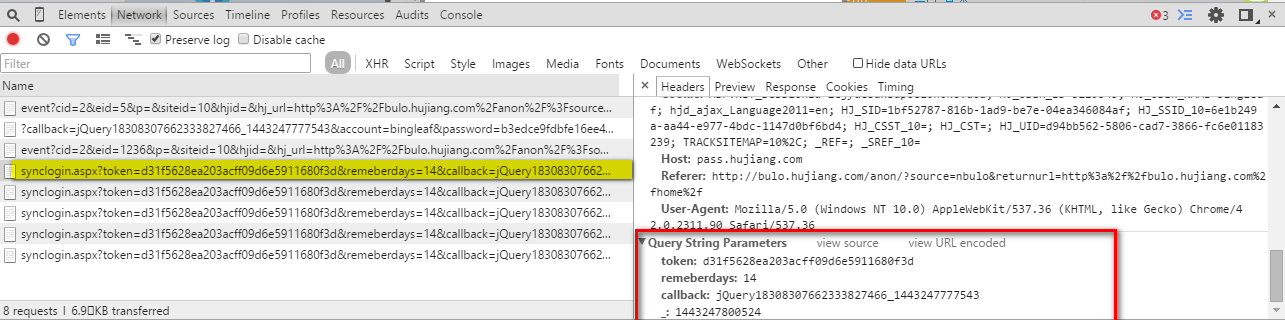 Elements Network Sources Timeline Profiles Resources Audits Console 3
Preserve log Disable cache
Filter All XHR Script Style Images Media Fonts Documents WebSockets Other Hide data URLs
Name
event?cid=2&eid=5&p=&siteid=10&hjid=&hj_url=http%3A%2F%2Fbulo.hujiang.com%2Fanon%2F%3Fsource...
?callback=jQuery18308307662333827466_1443247777543&account=bingleaf&password=b3edce9fdbfe16ee4...
event?cid=2&eid=1236&p=&siteid=10&hjid=&hj_url=http%3A%2F%2Fbulo.hujiang.com%2Fanon%2F%3Fso...
synclogin.aspx?token=d31f5628ea203acff09d6e5911680f3d&remeberdays=14&callback=jQuery18308307662...
synclogin.aspx?token=d31f5628ea203acff09d6e5911680f3d&remeberdays=14&callback=jQuery18308307662...
synclogin.aspx?token=d31f5628ea203acff09d6e5911680f3d&remeberdays=14&callback=jQuery18308307662...
synclogin.aspx?token=d31f5628ea203acff09d6e5911680f3d&remeberdays=14&callback=jQuery18308307662...
synclogin.aspx?token=d31f5628ea203acff09d6e5911680f3d&remeberdays=14&callback=jQuery18308307662...
8 requests | 6.9 KB transferred
× Headers Preview Response Cookies Timing
f; hjd_ajax_Language2011=en; HJ_SID=1bf52787-816b-1ad9-be7e-04ea346084af; HJ_SSID_10=6e1b249
a-aa44-e977-4bdc-1147d0bf6bd4; HJ_CSST_10=; HJ_CST=; HJ_UID=d94bb562-5806-cad7-3866-fc6e01183
239; TRACKSITEMAP=10%2C; _REF=; _SREF_10=
Host: pass.hujiang.com
Referer: http://bulo.hujiang.com/anon/?source=nbulo&returnurl=http%3a%2f%2fbulo.hujiang.com%2
fhome%2f
User-Agent: Mozilla/5.0 (Windows NT 10.0) AppleWebKit/537.36 (KHTML, like Gecko) Chrome/4
2.0.2311.90 Safari/537.36
Query String Parameters view source view URL encoded
token: d31f5628ea203acff09d6e5911680f3d
remeberdays: 14
callback: jQuery18308307662333827466_1443247777543
_: 1443247800524